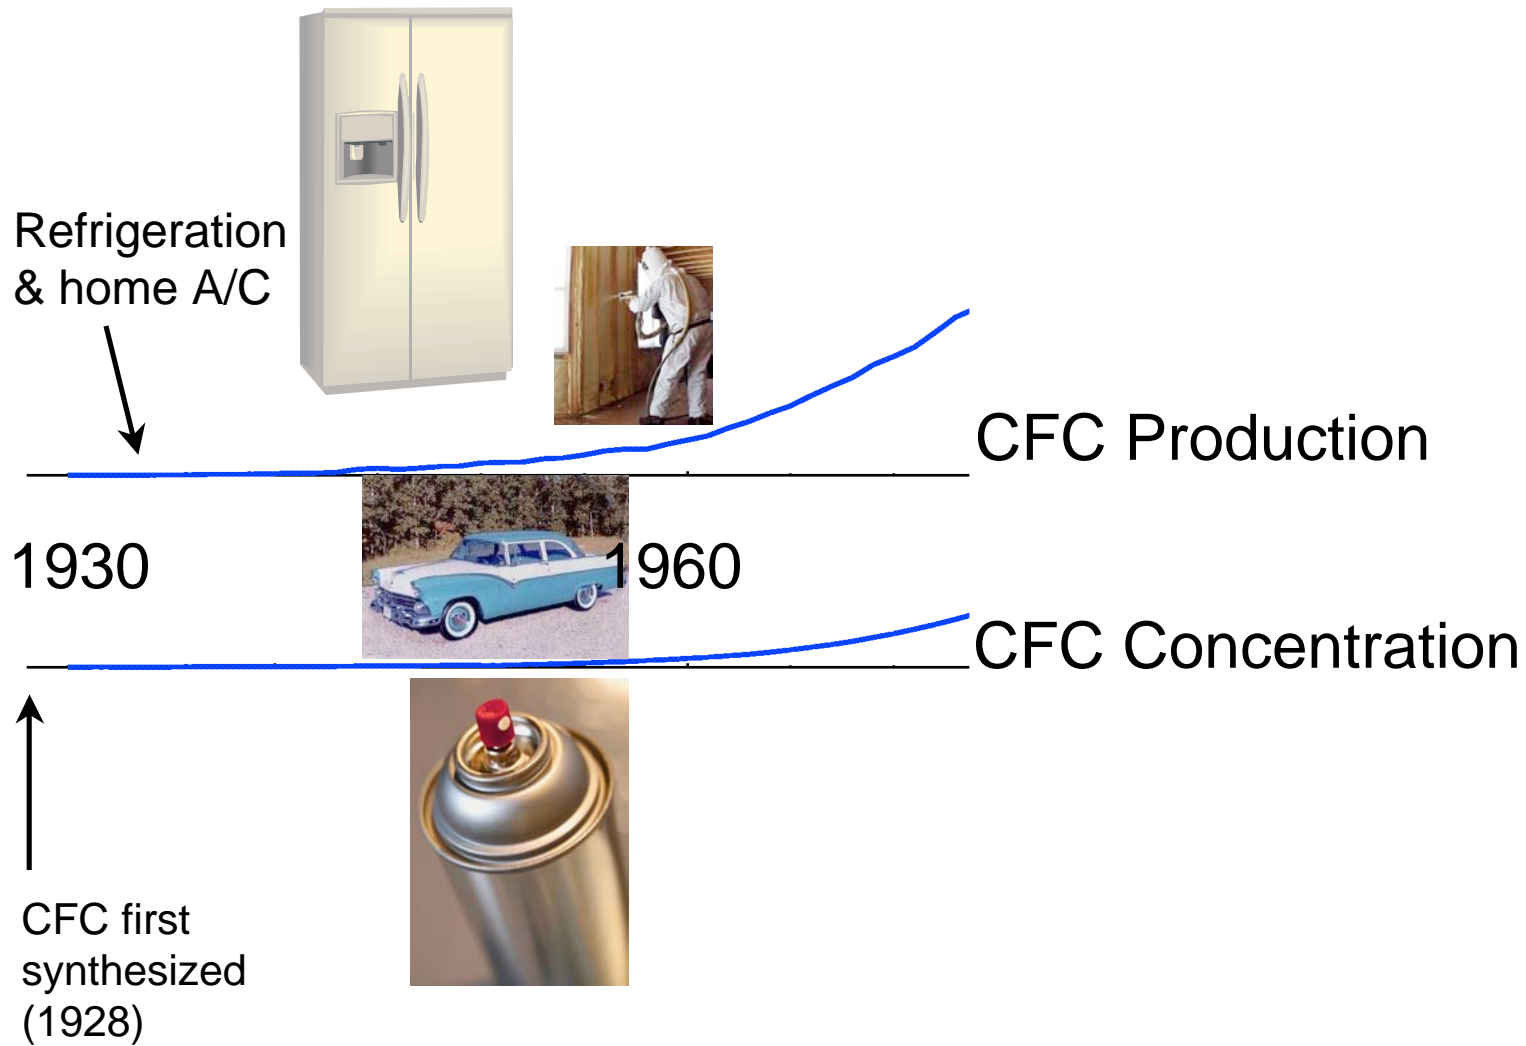 Refrigeration
& home A/C
CFC Production
1930
1960
CFC Concentration
CFC first
synthesized
(1928)